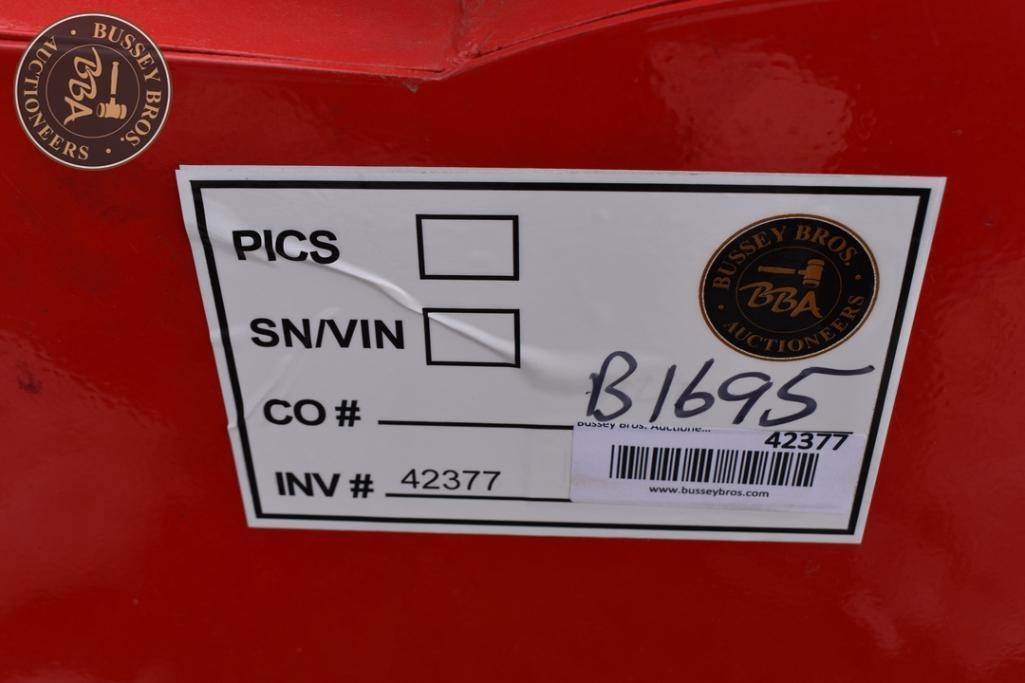 BUSSEY BROS.
AUCTIONEERS
BBA
PICS
BUSSEY BROS.
BBA
AUCTIONEERS
SN/VIN
CO #
B1695
Bussey Bros. Auctione...
42377
INV # 42377
www.busseybros.com